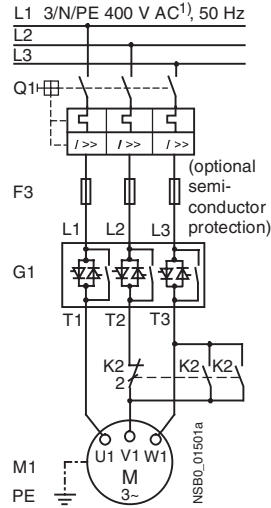 L1 3/N/PE 400 V AC1), 50 Hz
L2
L3
Q1
I >> I >> I >>
(optional
semi-
conductor
protection)
F3
L1 L2 L3
G1
T1 T2 T3
K2 K2 K2
2
U1 V1 W1
M1 M
PE 3~
NSB0_01501a